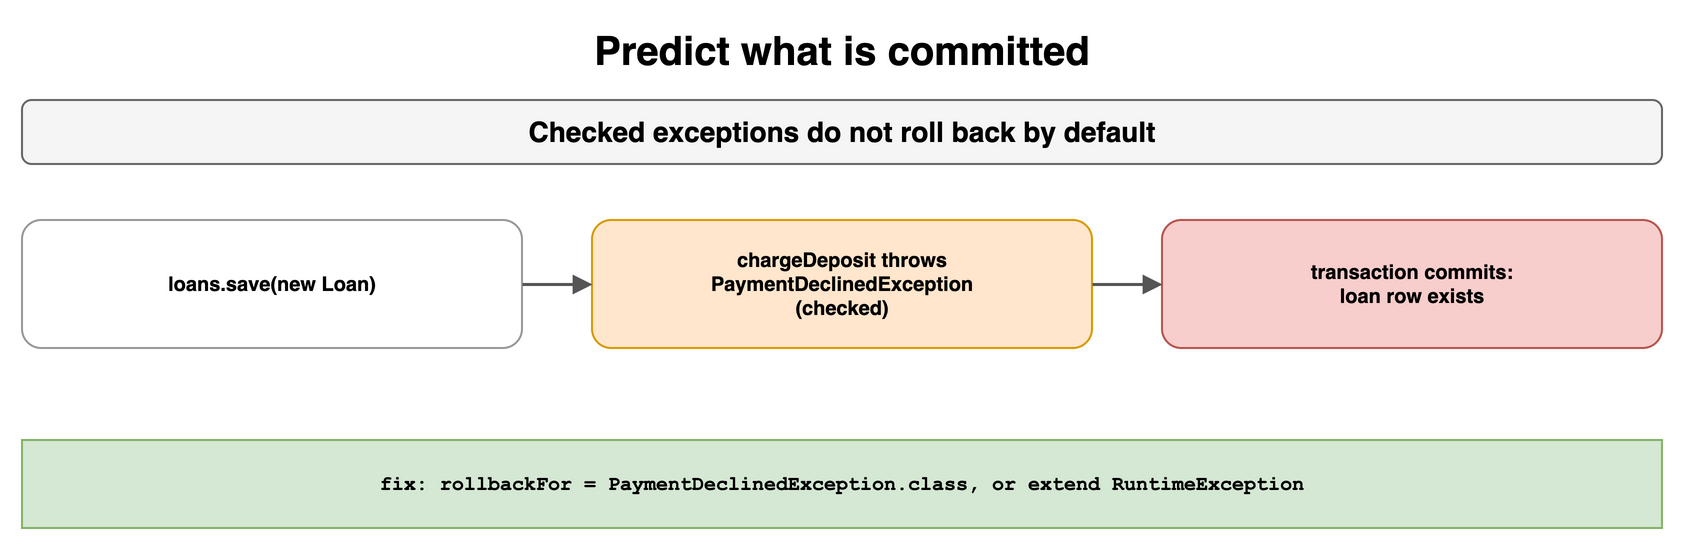 Predict what is committed
Checked exceptions do not roll back by default
loans.save(new Loan)
chargeDeposit throws
PaymentDeclinedException
(checked)
transaction commits:
loan row exists
fix: rollbackFor = PaymentDeclinedException.class, or extend RuntimeException